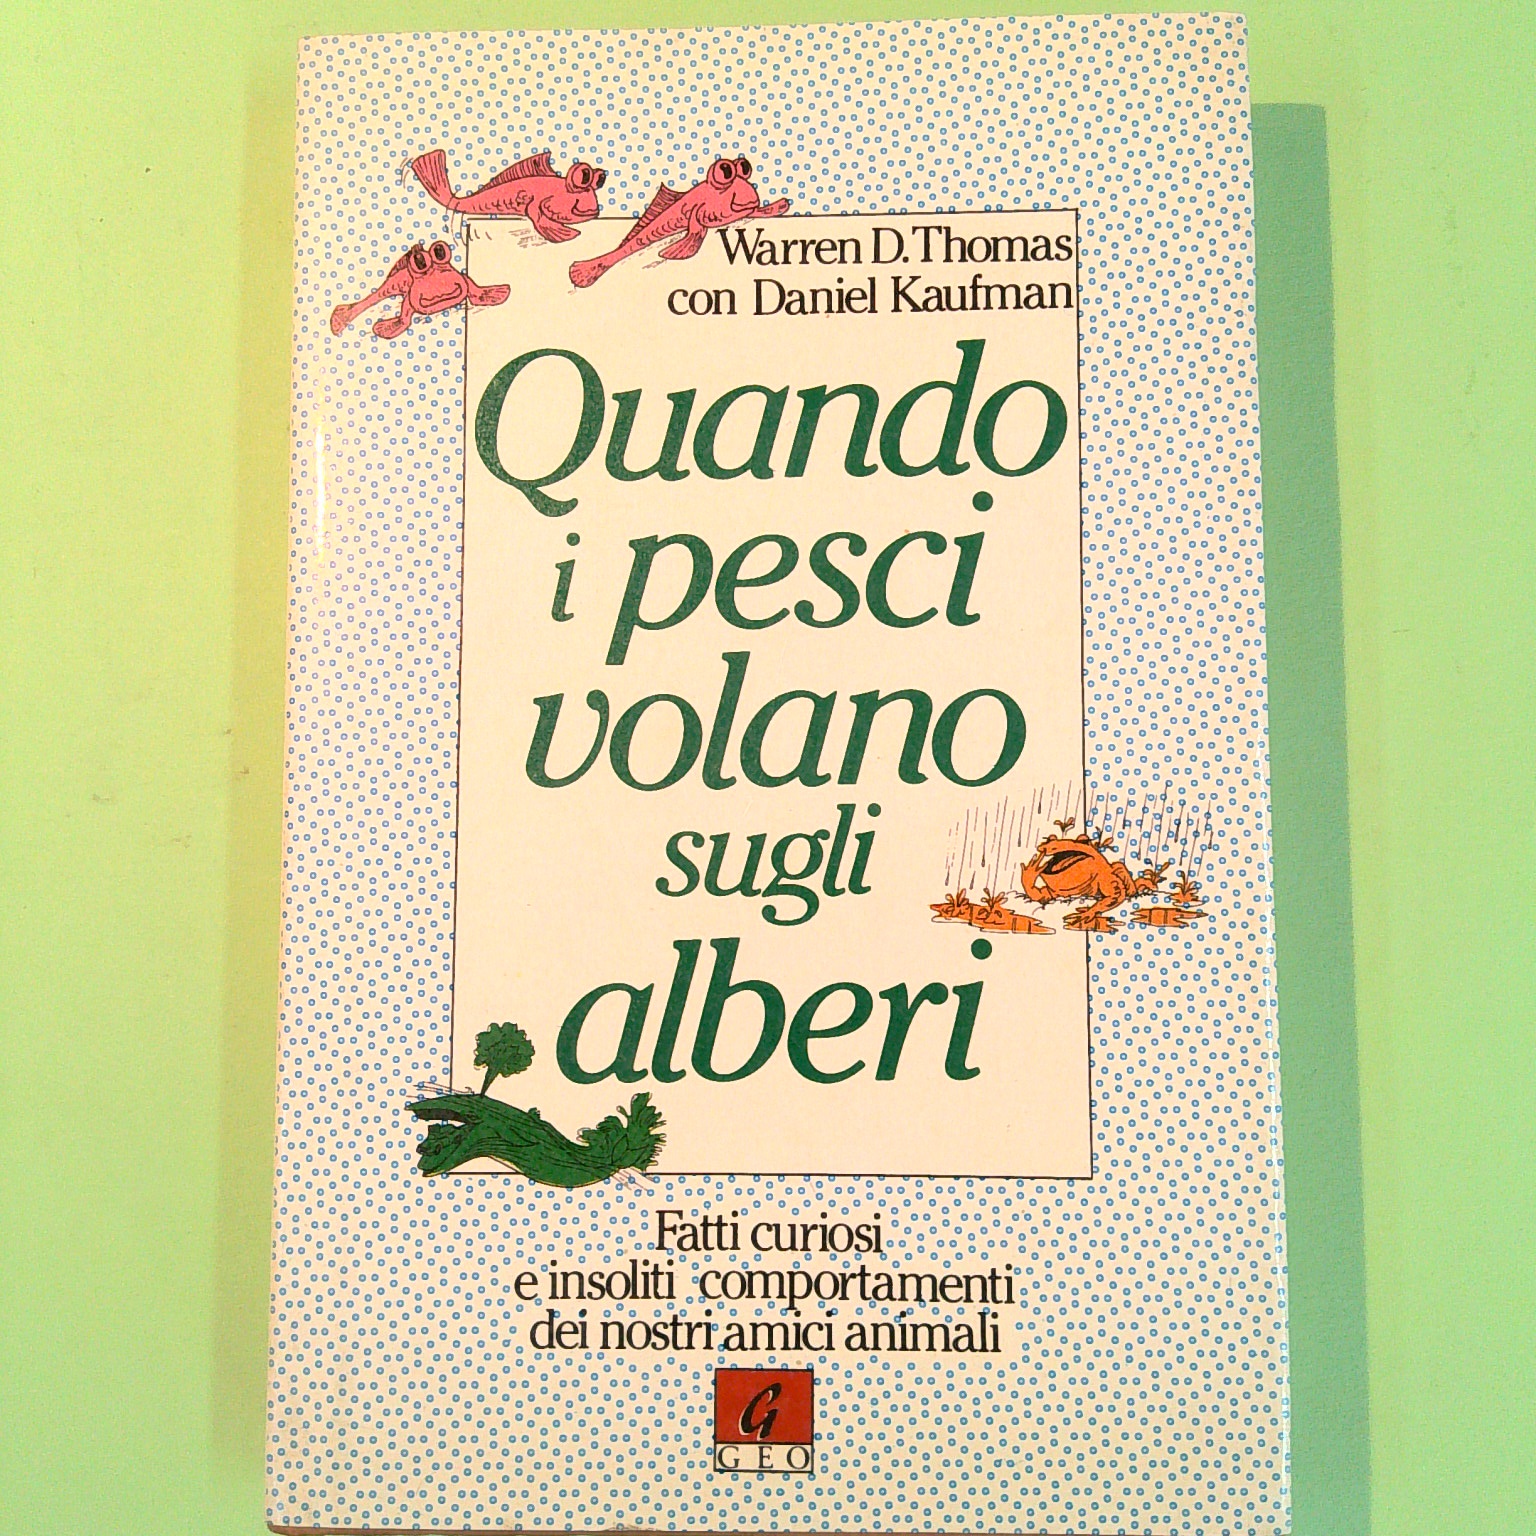 Warren D. Thomas
con Daniel Kaufman
Quando
i pesci
volano
sugli
alberi
Fatti curiosi
e insoliti comportamenti
dei nostri amici animali
G
GEO